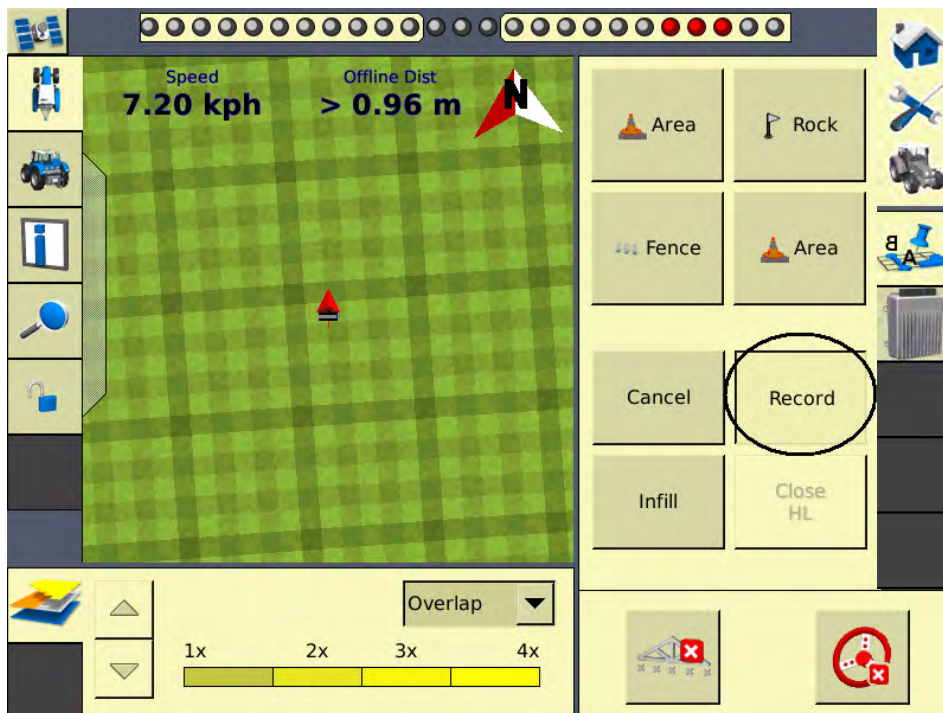 Speed
Offline Dist
7.20 kph
> 0.96 m
N
Area
Rock
Fence
Area
B
A
Cancel
Record
Infill
Close
HL
Overlap
1x
2x
3x
4x